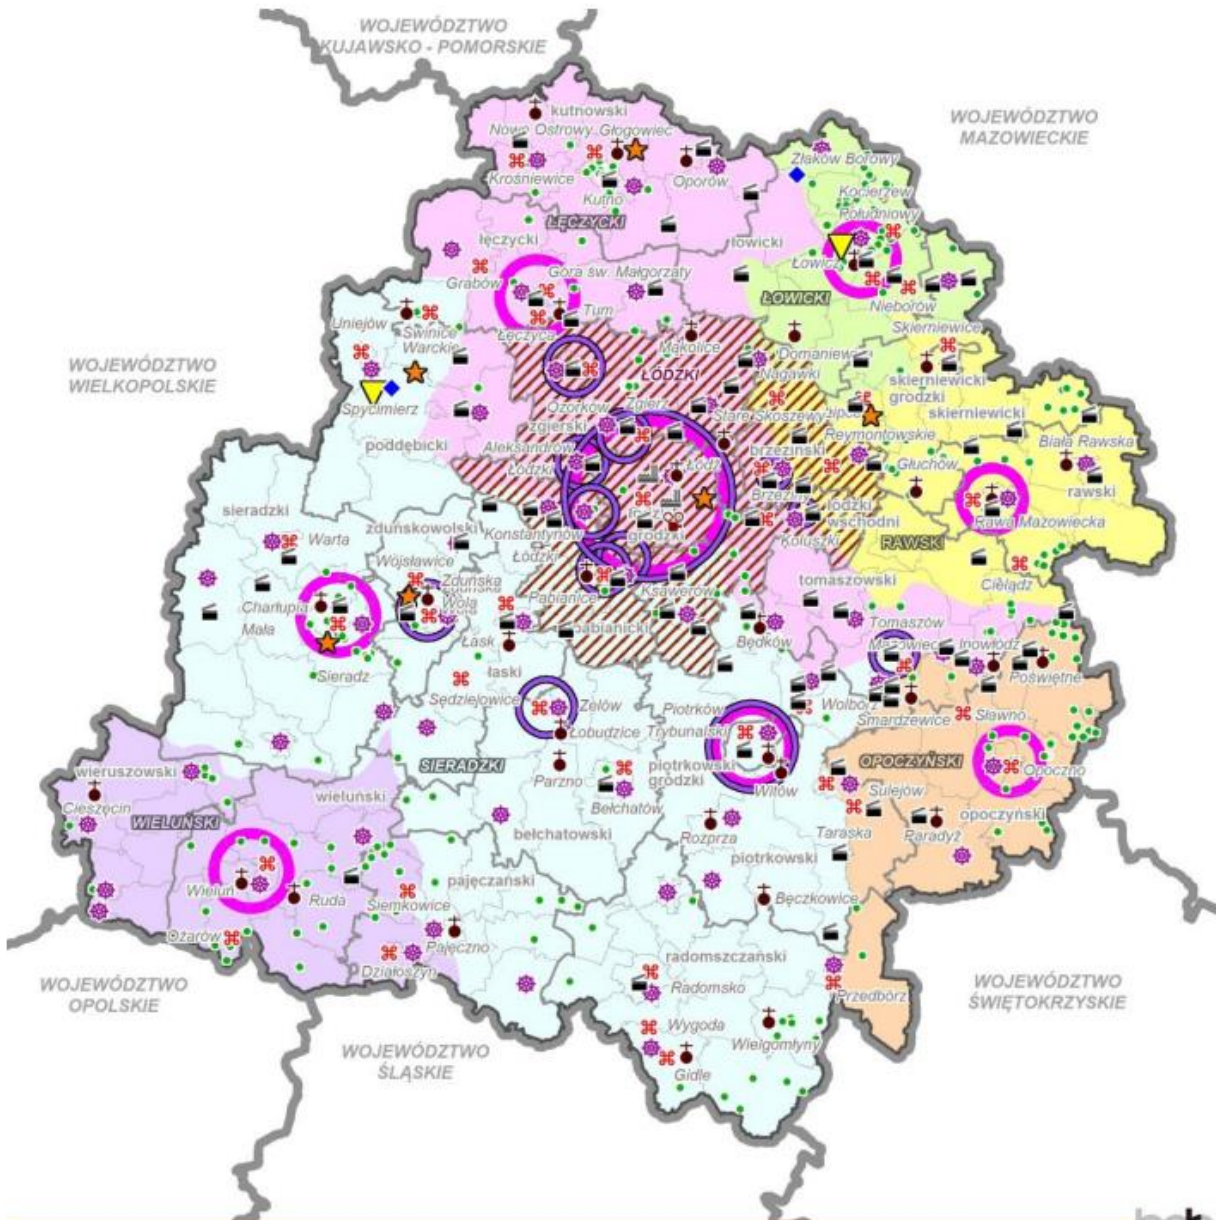 WOJEWÓDZTWO
KUJAWSKO - POMORSKIE
WOJEWÓDZTWO
MAZOWIECKIE
kutnowski
Nowe Ostrowy
Głogowiec
Złaków Borowy
Krośniewice
Oporów
Kutno
Kocierzew
Południowy
ŁĘCZYCKI
łęczycki
łowicki
Łowicz
Grabów
Góra św. Małgorzaty
ŁOWICKI
Nieborów
Tum
Łęczyca
Uniejów
Świnice
Warckie
Mąkolice
Skierniewice
Domaniewice
WOJEWÓDZTWO
WIELKOPOLSKIE
ŁÓDZKI
Nagawki
skierniewicki
grodzki
Spycimierz
Ozorków
Zgierz
Stare Skoszewy
Lipce
Reymontowskie
skierniewicki
zgierski
poddębicki
Aleksandrów
Łódzki
Łódź
brzeziński
Głuchów
Biała Rawska
rawski
Brzeziny
sieradzki
zduńskowolski
Konstantynów
Łódzki
grodzki
łódzki
wschodni
Rawa Mazowiecka
Warta
Koluszki
RAWSKI
Wojsławice
Zduńska
Wola
Pabianice
Ksawerów
tomaszowski
Cielądz
Charłupia
Mała
Łask
pabianicki
Będków
Tomaszów
Mazowiecki
Inowłódz
Sieradz
łaski
Poświętne
Sędziejowice
Zelów
Piotrków
Trybunalski
Wolbórz
Smardzewice
Sławno
Łobudzice
SIERADZKI
Parzno
piotrkowski
grodzki
Witów
OPOCZYŃSKI
Opoczno
wieruszowski
Cieszęcin
wieluński
Bełchatów
Sulejów
WIELUŃSKI
bełchatowski
Rozprza
Taraska
Paradyż
opoczyński
piotrkowski
Wieluń
Ruda
pajęczański
Siemkowice
Bęczkowice
Ożarów
Pajęczno
Działoszyn
radomszczański
Radomsko
Przedbórz
WOJEWÓDZTWO
OPOLSKIE
WOJEWÓDZTWO
ŚWIĘTOKRZYSKIE
Wygoda
Wielgomłyny
WOJEWÓDZTWO
ŚLĄSKIE
Gidle